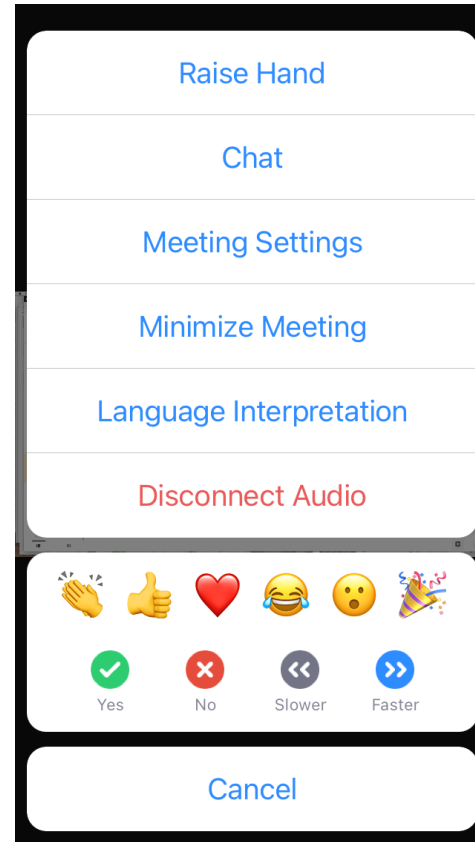 Raise Hand
Chat
Meeting Settings
Minimize Meeting
Language Interpretation
Disconnect Audio
Yes No Slower Faster
Cancel